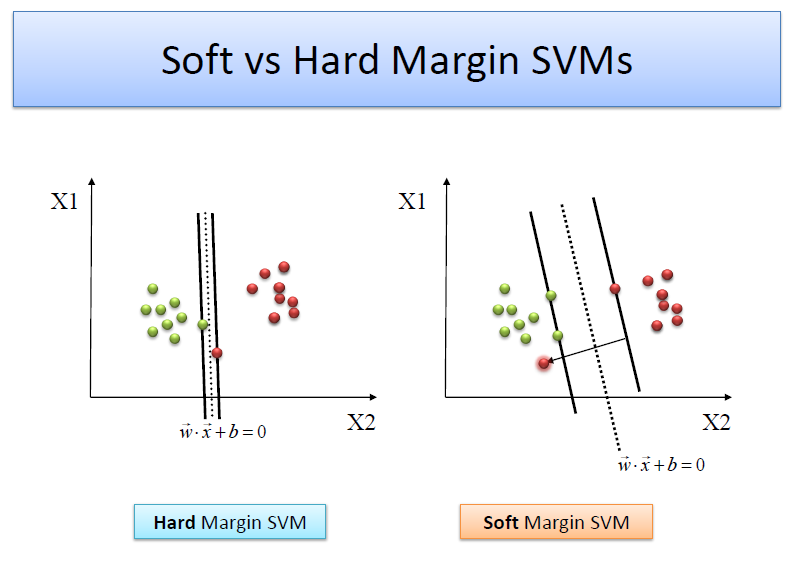 Soft vs Hard Margin SVMs
X1
X2
w⃗ · x⃗ + b = 0
Hard Margin SVM
X1
X2
w⃗ · x⃗ + b = 0
Soft Margin SVM